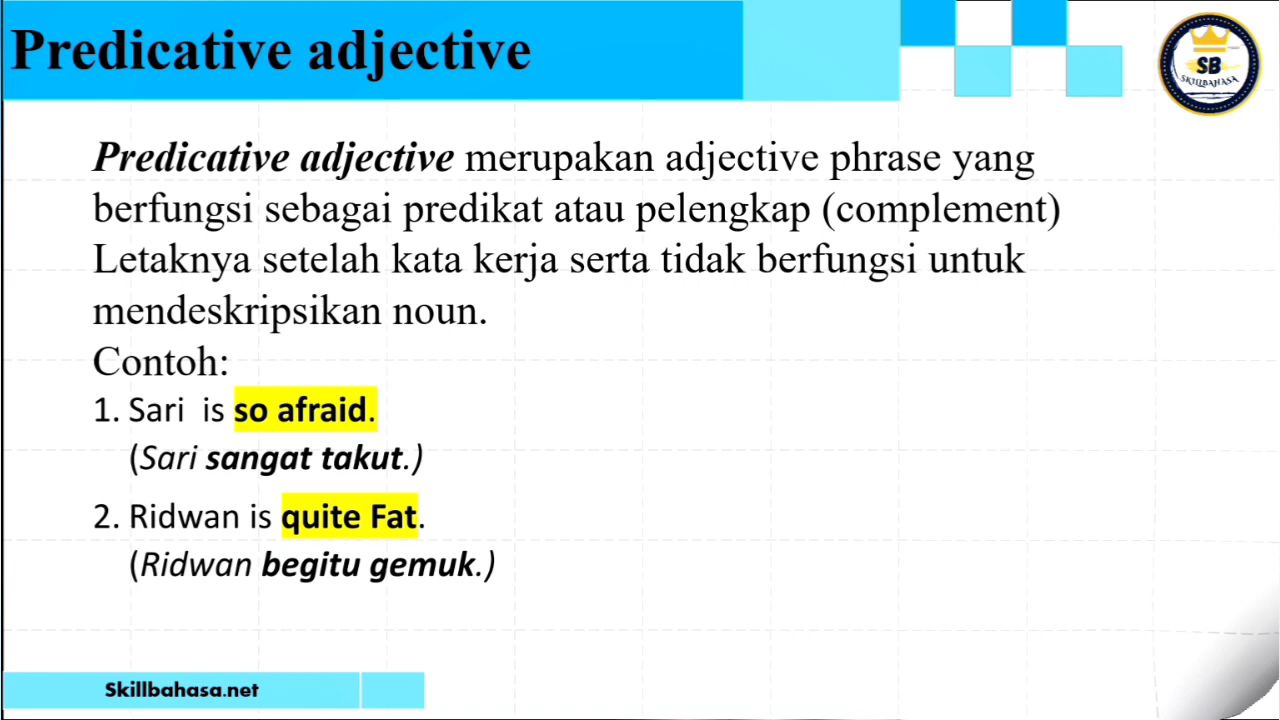 Predicative adjective
SB
SKILLBAHASA
Predicative adjective merupakan adjective phrase yang
berfungsi sebagai predikat atau pelengkap (complement)
Letaknya setelah kata kerja serta tidak berfungsi untuk
mendeskripsikan noun.
Contoh:
1. Sari is so afraid.
(Sari sangat takut.)
2. Ridwan is quite Fat.
(Ridwan begitu gemuk.)
Skillbahasa.net